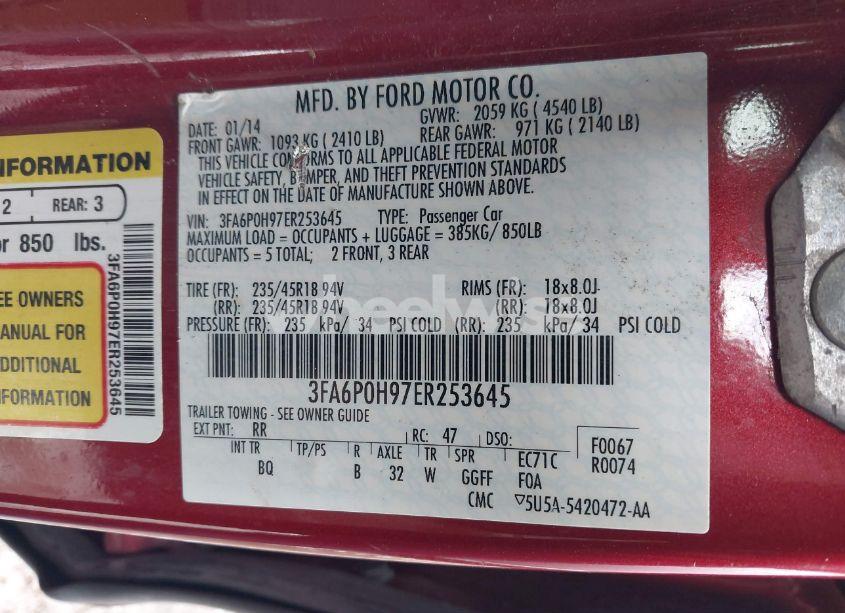 MFD. BY FORD MOTOR CO.
DATE: 01/14 GVWR: 2059 KG (4540 LB)
FRONT GAWR: 1093 KG (2410 LB) REAR GAWR: 971 KG (2140 LB)
THIS VEHICLE CONFORMS TO ALL APPLICABLE FEDERAL MOTOR
VEHICLE SAFETY, BUMPER, AND THEFT PREVENTION STANDARDS
IN EFFECT ON THE DATE OF MANUFACTURE SHOWN ABOVE.
VIN: 3FA6P0H97ER253645 TYPE: Passenger Car
MAXIMUM LOAD = OCCUPANTS + LUGGAGE = 385KG/ 850LB
OCCUPANTS = 5 TOTAL; 2 FRONT, 3 REAR
TIRE (FR): 235/45R18 94V RIMS (FR): 18x8.0J
(RR): 235/45R18 94V (RR): 18x8.0J
PRESSURE (FR): 235 kPa/ 34 PSI COLD (RR): 235 kPa/ 34 PSI COLD
3FA6P0H97ER253645
TRAILER TOWING - SEE OWNER GUIDE
EXT PNT: RR RC: 47 DSO: F0067
INT TR TP/PS R AXLE TR SPR EC71C R0074
BQ B 32 W GGFF FOA
CMC ▽5U5A-5420472-AA
INFORMATION
2 REAR: 3
or 850 lbs.
SEE OWNERS
MANUAL FOR
ADDITIONAL
INFORMATION
3FA6P0H97ER253645
wheelwist